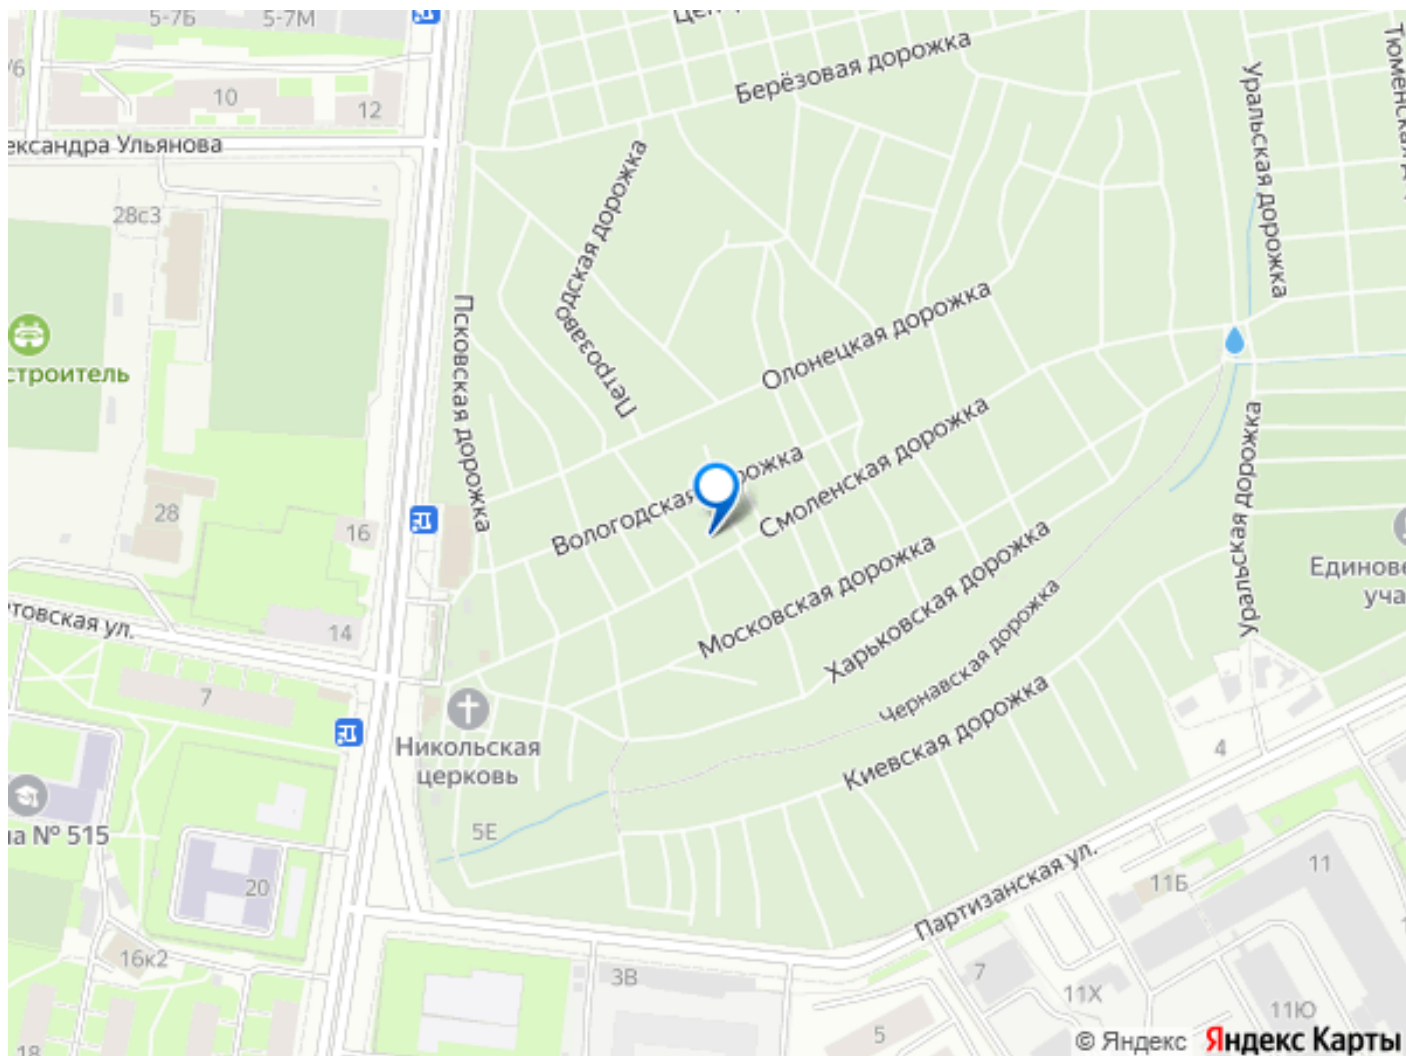 5-7Б
5-7М
10
12
ександра Ульянова
28с3
Берёзовая дорожка
Уральская дорожка
Петрозаводская дорожка
Псковская дорожка
Олонецкая дорожка
строитель
28
16
Вологодская дорожка
Смоленская дорожка
Московская дорожка
Харьковская дорожка
Чернавская дорожка
Киевская дорожка
Уральская дорожка
Единове
уча
товская ул.
14
7
Никольская
церковь
5Е
4
№ 515
20
16к2
18
Партизанская ул.
3В
5
7
11Х
11Б
11
11Ю
© Яндекс Яндекс Карты